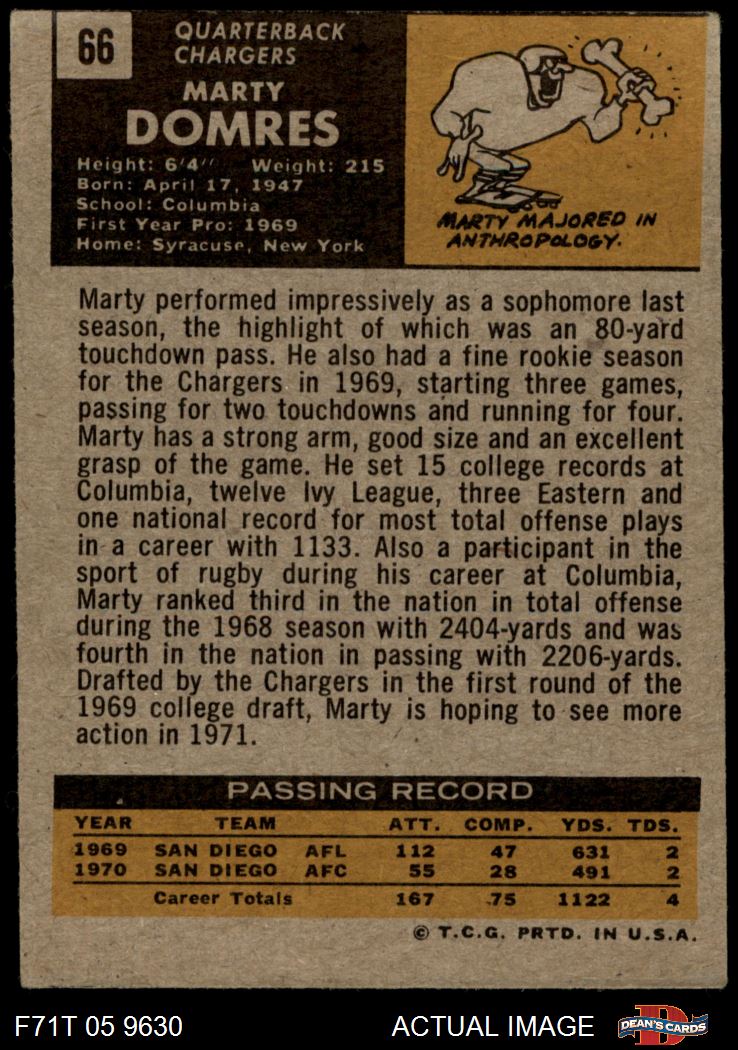 66
QUARTERBACK
CHARGERS
MARTY
DOMRES
Height: 6'4" Weight: 215
Born: April 17, 1947
School: Columbia
First Year Pro: 1969
Home: Syracuse, New York
MARTY MAJORED IN
ANTHROPOLOGY.
Marty performed impressively as a sophomore last
season, the highlight of which was an 80-yard
touchdown pass. He also had a fine rookie season
for the Chargers in 1969, starting three games,
passing for two touchdowns and running for four.
Marty has a strong arm, good size and an excellent
grasp of the game. He set 15 college records at
Columbia, twelve Ivy League, three Eastern and
one national record for most total offense plays
in a career with 1133. Also a participant in the
sport of rugby during his career at Columbia,
Marty ranked third in the nation in total offense
during the 1968 season with 2404-yards and was
fourth in the nation in passing with 2206-yards.
Drafted by the Chargers in the first round of the
1969 college draft, Marty is hoping to see more
action in 1971.
PASSING RECORD
YEAR TEAM ATT. COMP. YDS. TDS.
1969 SAN DIEGO AFL 112 47 631 2
1970 SAN DIEGO AFC 55 28 491 2
Career Totals 167 75 1122 4
© T.C.G. PRTD. IN U.S.A.
F71T 05 9630 ACTUAL IMAGE
D
DEAN'S CARDS